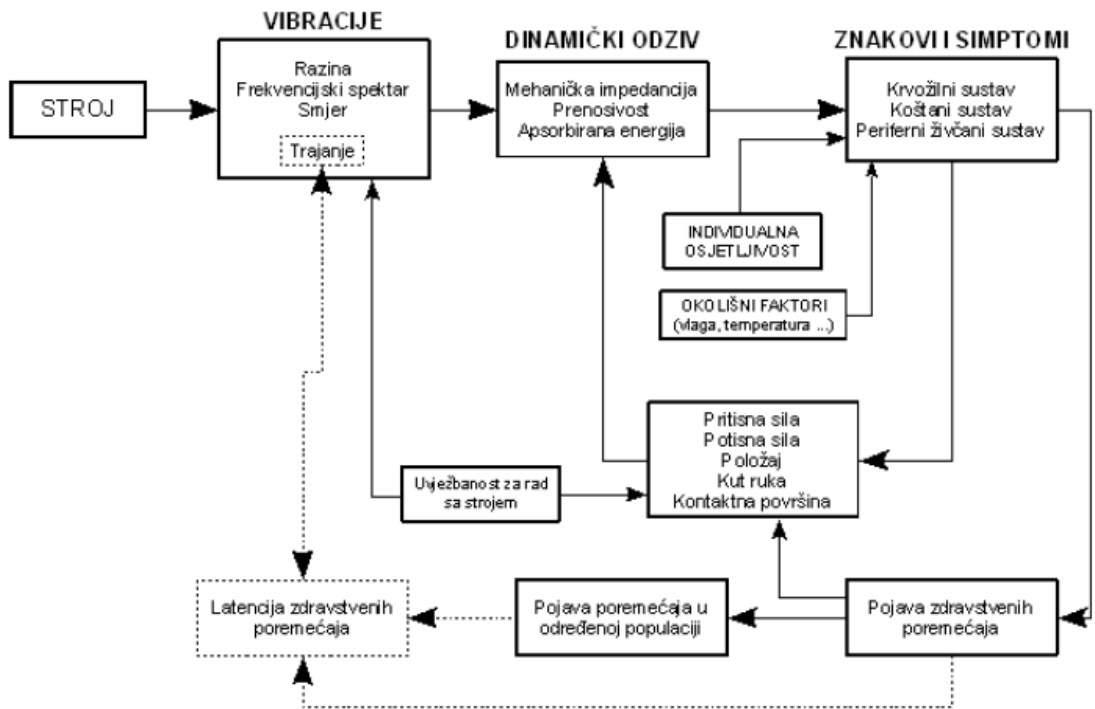 VIBRACIJE
DINAMIČKI ODZIV
ZNAKOVI I SIMPTOMI
STROJ
Razina
Frekvencijski spektar
Smjer
Trajanje
Mehanička impedancija
Prenosivost
Apsorbirana energija
Krvožilni sustav
Koštani sustav
Periferni živčani sustav
INDIVIDUALNA
OSJETLJIVOST
OKOLIŠNI FAKTORI
(vlaga, temperatura ...)
Pritisna sila
Potisna sila
Položaj
Kut ruka
Kontaktna površina
Uvježbanost za rad
sa strojem
Latencija zdravstvenih
poremećaja
Pojava poremećaja u
određenoj populaciji
Pojava zdravstvenih
poremećaja